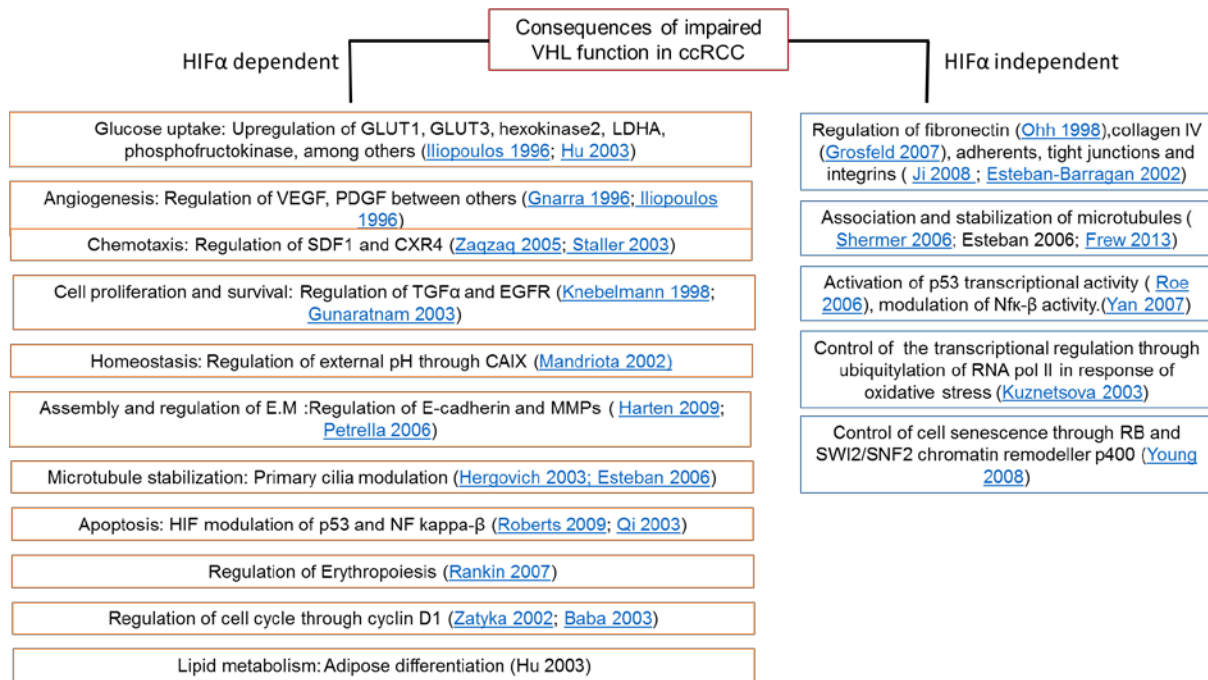 Consequences of impaired
VHL function in ccRCC
HIFα dependent
HIFα independent
Glucose uptake: Upregulation of GLUT1, GLUT3, hexokinase2, LDHA,
phosphofructokinase, among others (Iliopoulos 1996; Hu 2003)
Angiogenesis: Regulation of VEGF, PDGF between others (Gnarra 1996; Iliopoulos
1996)
Chemotaxis: Regulation of SDF1 and CXR4 (Zaqzaq 2005; Staller 2003)
Cell proliferation and survival: Regulation of TGFα and EGFR (Knebelmann 1998;
Gunaratnam 2003)
Homeostasis: Regulation of external pH through CAIX (Mandriota 2002)
Assembly and regulation of E.M :Regulation of E-cadherin and MMPs ( Harten 2009;
Petrella 2006)
Microtubule stabilization: Primary cilia modulation (Hergovich 2003; Esteban 2006)
Apoptosis: HIF modulation of p53 and NF kappa-β (Roberts 2009; Qi 2003)
Regulation of Erythropoiesis (Rankin 2007)
Regulation of cell cycle through cyclin D1 (Zatyka 2002; Baba 2003)
Lipid metabolism: Adipose differentiation (Hu 2003)
Regulation of fibronectin (Ohh 1998),collagen IV
(Grosfeld 2007), adherents, tight junctions and
integrins ( Ji 2008 ; Esteban-Barragan 2002)
Association and stabilization of microtubules (
Shermer 2006; Esteban 2006; Frew 2013)
Activation of p53 transcriptional activity ( Roe
2006), modulation of Nfκ-β activity.(Yan 2007)
Control of the transcriptional regulation through
ubiquitylation of RNA pol II in response of
oxidative stress (Kuznetsova 2003)
Control of cell senescence through RB and
SWI2/SNF2 chromatin remodeller p400 (Young
2008)